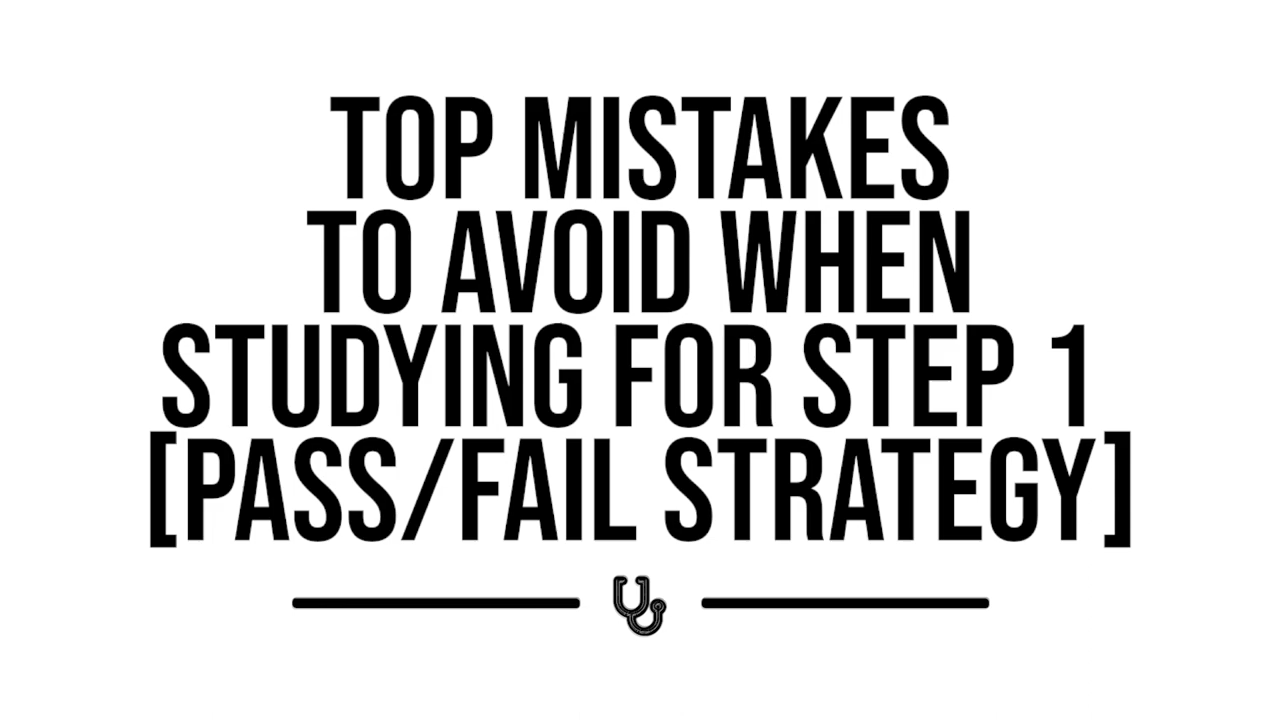 TOP MISTAKES
TO AVOID WHEN
STUDYING FOR STEP 1
[PASS/FAIL STRATEGY]